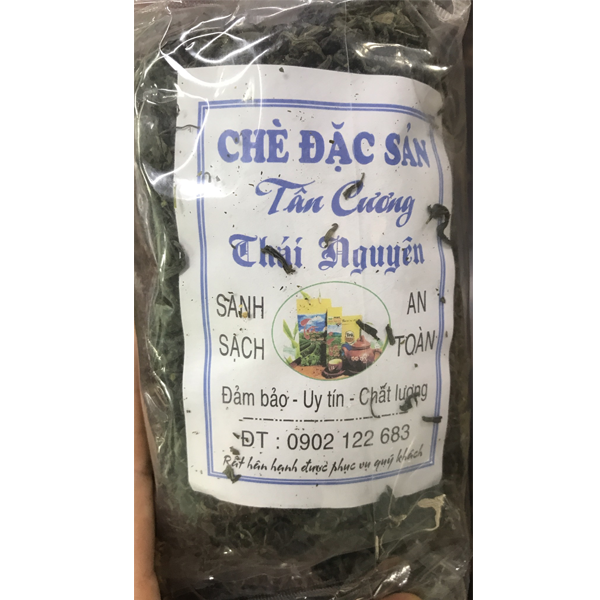 CHÈ ĐẶC SẢN
Tân Cương
Thái Nguyên
SÀNH AN
SẠCH TOÀN
Đảm bảo - Uy tín - Chất lượng
ĐT : 0902 122 683
Rất hân hạnh được phục vụ quý khách